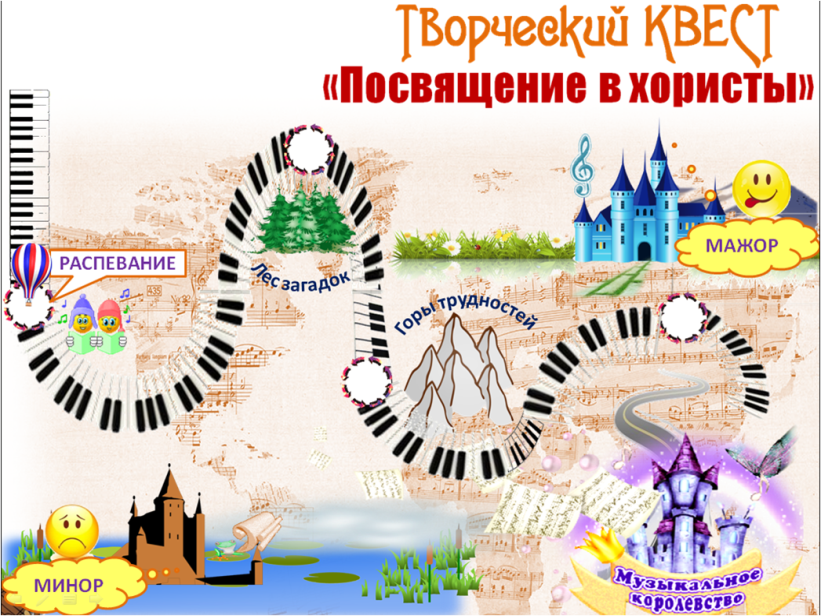 ТВорческий КВЕСТ
«Посвящение в хористы»
МАЖОР
РАСПЕВАНИЕ
Лес загадок
Горы трудностей
МИНОР
Музыкальное
королевство